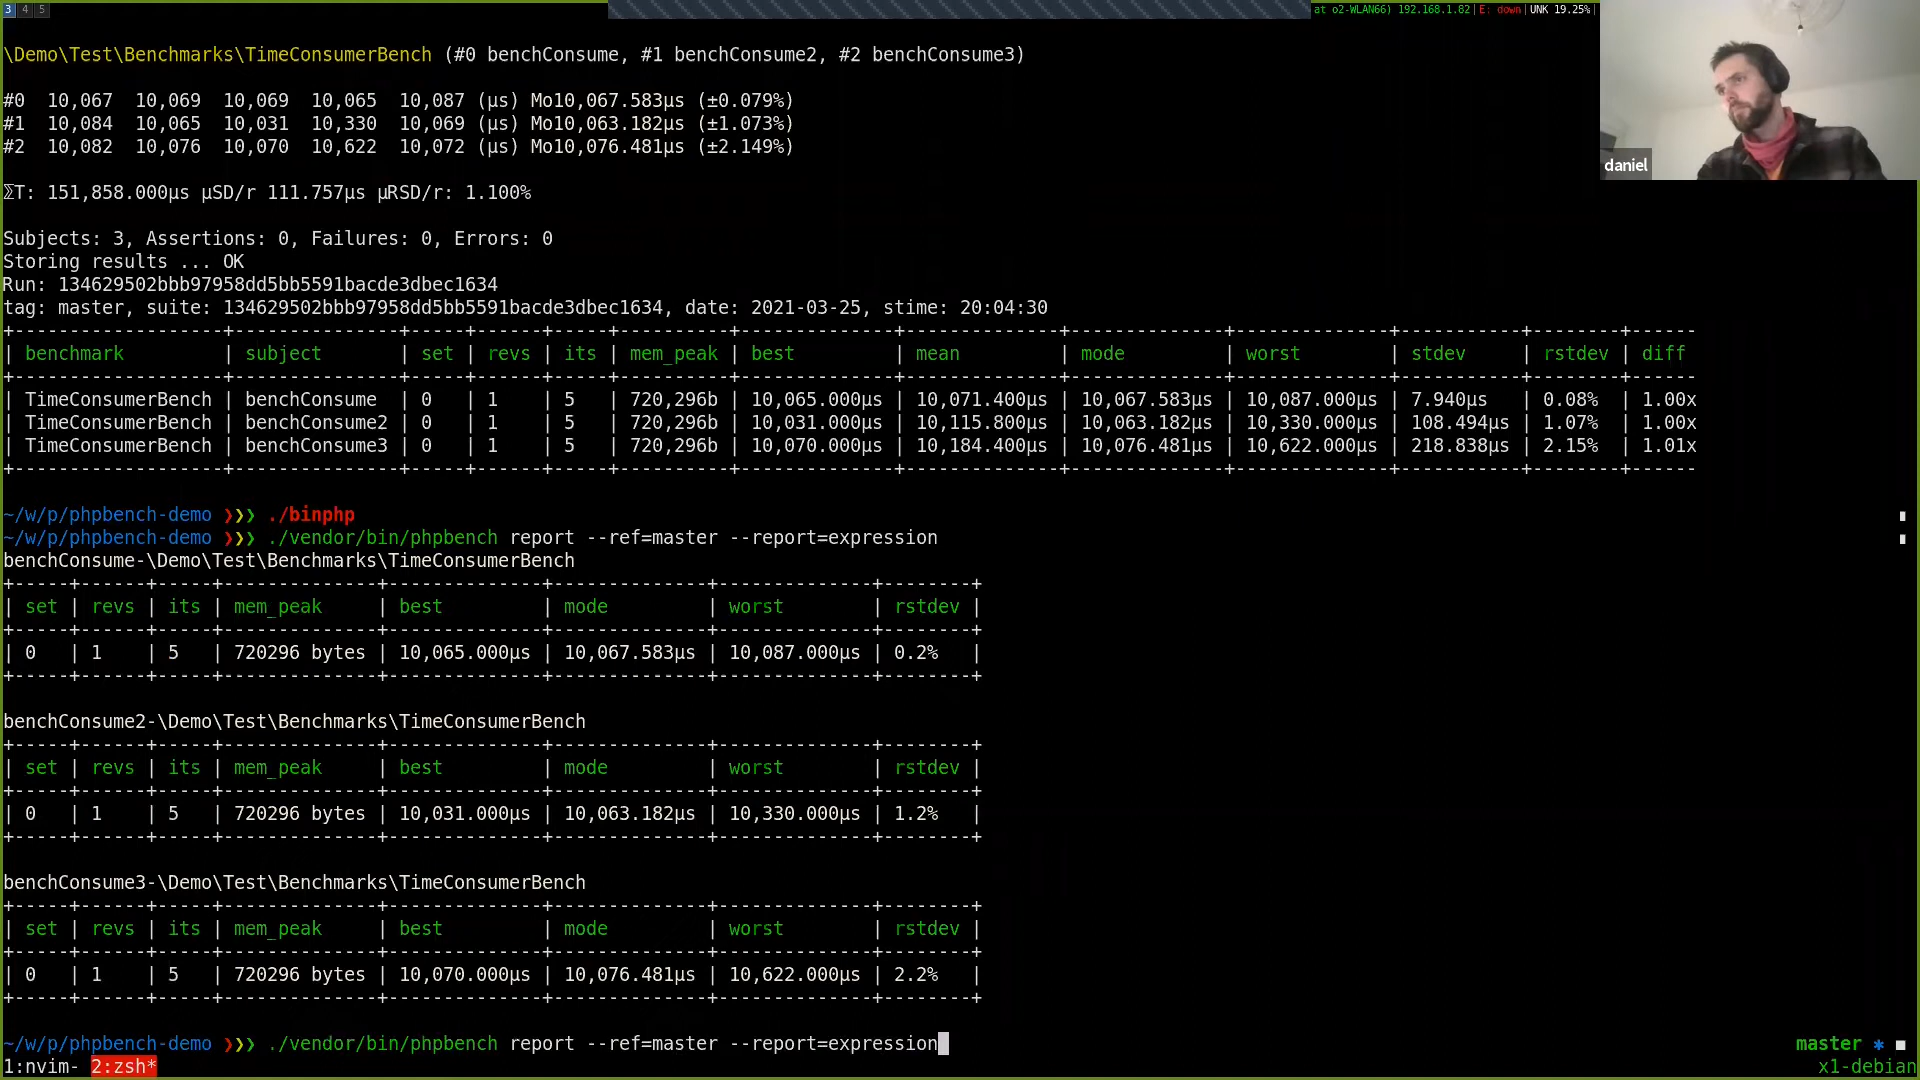 3 4 5
at o2-WLAN66) 192.168.1.82|E: down|UNK 19.25%|
\Demo\Test\Benchmarks\TimeConsumerBench (#0 benchConsume, #1 benchConsume2, #2 benchConsume3)
daniel
#0  10,067  10,069  10,069  10,065  10,087 (μs) Mo10,067.583μs (±0.079%)
#1  10,084  10,065  10,031  10,330  10,069 (μs) Mo10,063.182μs (±1.073%)
#2  10,082  10,076  10,070  10,622  10,072 (μs) Mo10,076.481μs (±2.149%)
⅀T: 151,858.000μs μSD/r 111.757μs μRSD/r: 1.100%
Subjects: 3, Assertions: 0, Failures: 0, Errors: 0
Storing results ... OK
Run: 134629502bbb97958dd5bb5591bacde3dbec1634
tag: master, suite: 134629502bbb97958dd5bb5591bacde3dbec1634, date: 2021-03-25, stime: 20:04:30
| benchmark | subject | set | revs | its | mem_peak | best | mean | mode | worst | stdev | rstdev | diff
| TimeConsumerBench | benchConsume | 0 | 1 | 5 | 720,296b | 10,065.000μs | 10,071.400μs | 10,067.583μs | 10,087.000μs | 7.940μs | 0.08% | 1.00x
| TimeConsumerBench | benchConsume2 | 0 | 1 | 5 | 720,296b | 10,031.000μs | 10,115.800μs | 10,063.182μs | 10,330.000μs | 108.494μs | 1.07% | 1.00x
| TimeConsumerBench | benchConsume3 | 0 | 1 | 5 | 720,296b | 10,070.000μs | 10,184.400μs | 10,076.481μs | 10,622.000μs | 218.838μs | 2.15% | 1.01x
~/w/p/phpbench-demo ❯❯❯ ./binphp
~/w/p/phpbench-demo ❯❯❯ ./vendor/bin/phpbench report --ref=master --report=expression
benchConsume-\Demo\Test\Benchmarks\TimeConsumerBench
| set | revs | its | mem_peak | best | mode | worst | rstdev |
| 0 | 1 | 5 | 720296 bytes | 10,065.000μs | 10,067.583μs | 10,087.000μs | 0.2% |
benchConsume2-\Demo\Test\Benchmarks\TimeConsumerBench
| set | revs | its | mem_peak | best | mode | worst | rstdev |
| 0 | 1 | 5 | 720296 bytes | 10,031.000μs | 10,063.182μs | 10,330.000μs | 1.2% |
benchConsume3-\Demo\Test\Benchmarks\TimeConsumerBench
| set | revs | its | mem_peak | best | mode | worst | rstdev |
| 0 | 1 | 5 | 720296 bytes | 10,070.000μs | 10,076.481μs | 10,622.000μs | 2.2% |
~/w/p/phpbench-demo ❯❯❯ ./vendor/bin/phpbench report --ref=master --report=expression
master ✱ ◼
1:nvim- 2:zsh*
x1-debian